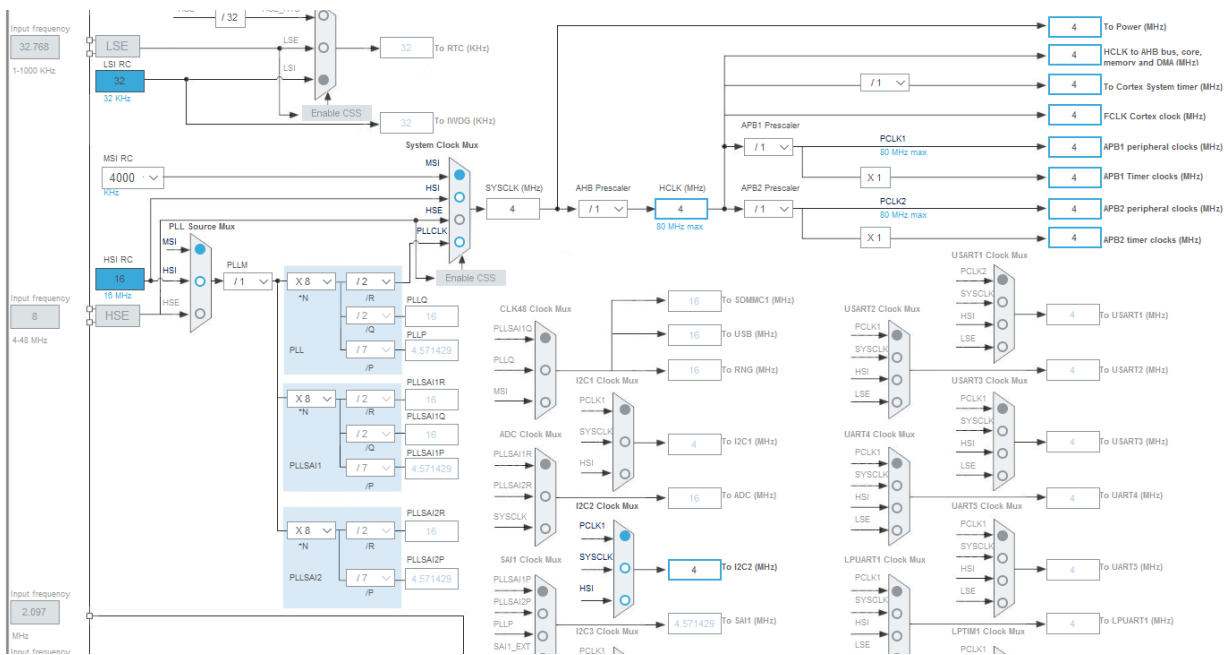 Input frequency
32.768
1-1000 KHz
LSE
LSI RC
32
32 KHz
/ 32
LSE
LSI
Enable CSS
32
To RTC (KHz)
32
To IWDG (KHz)
MSI RC
4000
KHz
HSI RC
16
16 MHz
Input frequency
8
4-48 MHz
HSE
PLL Source Mux
MSI
HSI
HSE
PLLM
/ 1
System Clock Mux
MSI
HSI
HSE
PLLCLK
Enable CSS
SYSCLK (MHz)
4
AHB Prescaler
/ 1
HCLK (MHz)
4
80 MHz max
APB1 Prescaler
/ 1
PCLK1
80 MHz max
X 1
APB2 Prescaler
/ 1
PCLK2
80 MHz max
X 1
/ 1
4
To Power (MHz)
4
HCLK to AHB bus, core,
memory and DMA (MHz)
4
To Cortex System timer (MHz)
4
FCLK Cortex clock (MHz)
4
APB1 peripheral clocks (MHz)
4
APB1 Timer clocks (MHz)
4
APB2 peripheral clocks (MHz)
4
APB2 timer clocks (MHz)
X 8
*N
/ 2
/R
/ 2
/Q
/ 7
/P
PLL
PLLQ
16
PLLP
4.571429
X 8
*N
/ 2
/R
/ 2
/Q
/ 7
/P
PLLSAI1
PLLSAI1R
16
PLLSAI1Q
16
PLLSAI1P
4.571429
X 8
*N
/ 2
/R
/ 7
/P
PLLSAI2
PLLSAI2R
16
PLLSAI2P
4.571429
Input frequency
2.097
MHz
Input frequency
CLK48 Clock Mux
PLLSAI1Q
PLLQ
MSI
16
To SDMMC1 (MHz)
16
To USB (MHz)
16
To RNG (MHz)
I2C1 Clock Mux
PCLK1
SYSCLK
HSI
4
To I2C1 (MHz)
ADC Clock Mux
PLLSAI1R
PLLSAI2R
SYSCLK
16
To ADC (MHz)
I2C2 Clock Mux
PCLK1
SYSCLK
HSI
4
To I2C2 (MHz)
SAI1 Clock Mux
PLLSAI1P
PLLSAI2P
PLLP
SAI1_EXT
4.571429
To SAI1 (MHz)
I2C3 Clock Mux
PCLK1
USART1 Clock Mux
PCLK2
SYSCLK
HSI
LSE
4
To USART1 (MHz)
USART2 Clock Mux
PCLK1
SYSCLK
HSI
LSE
4
To USART2 (MHz)
USART3 Clock Mux
PCLK1
SYSCLK
HSI
LSE
4
To USART3 (MHz)
UART4 Clock Mux
PCLK1
SYSCLK
HSI
LSE
4
To UART4 (MHz)
UART5 Clock Mux
PCLK1
SYSCLK
HSI
LSE
4
To UART5 (MHz)
LPUART1 Clock Mux
PCLK1
SYSCLK
HSI
LSE
4
To LPUART1 (MHz)
LPTIM1 Clock Mux
PCLK1